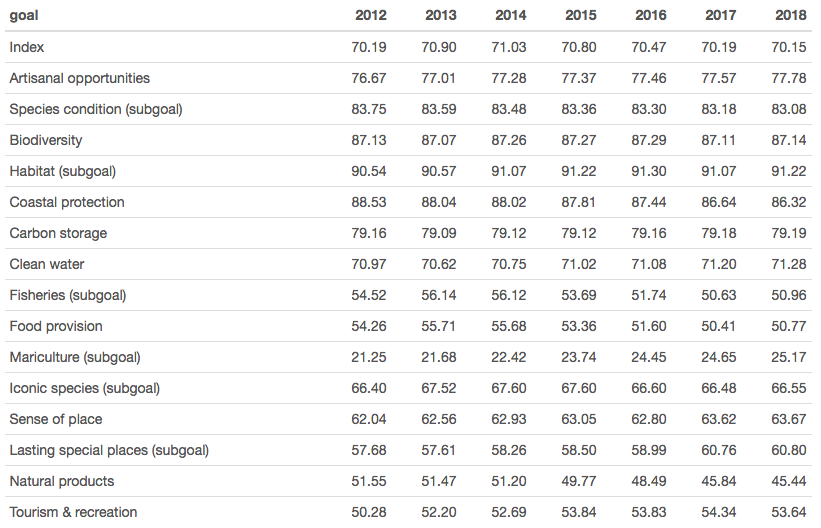 goal 2012 2013 2014 2015 2016 2017 2018
Index 70.19 70.90 71.03 70.80 70.47 70.19 70.15
Artisanal opportunities 76.67 77.01 77.28 77.37 77.46 77.57 77.78
Species condition (subgoal) 83.75 83.59 83.48 83.36 83.30 83.18 83.08
Biodiversity 87.13 87.07 87.26 87.27 87.29 87.11 87.14
Habitat (subgoal) 90.54 90.57 91.07 91.22 91.30 91.07 91.22
Coastal protection 88.53 88.04 88.02 87.81 87.44 86.64 86.32
Carbon storage 79.16 79.09 79.12 79.12 79.16 79.18 79.19
Clean water 70.97 70.62 70.75 71.02 71.08 71.20 71.28
Fisheries (subgoal) 54.52 56.14 56.12 53.69 51.74 50.63 50.96
Food provision 54.26 55.71 55.68 53.36 51.60 50.41 50.77
Mariculture (subgoal) 21.25 21.68 22.42 23.74 24.45 24.65 25.17
Iconic species (subgoal) 66.40 67.52 67.60 67.60 66.60 66.48 66.55
Sense of place 62.04 62.56 62.93 63.05 62.80 63.62 63.67
Lasting special places (subgoal) 57.68 57.61 58.26 58.50 58.99 60.76 60.80
Natural products 51.55 51.47 51.20 49.77 48.49 45.84 45.44
Tourism & recreation 50.28 52.20 52.69 53.84 53.83 54.34 53.64